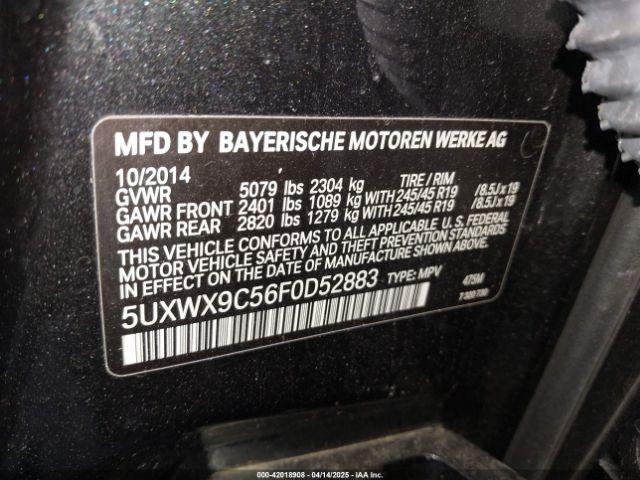 MFD BY BAYERISCHE MOTOREN WERKE AG
10/2014 TIRE / RIM
GVWR 5079 lbs 2304 kg
GAWR FRONT 2401 lbs 1089 kg WITH 245/45 R19 /8.5Jx19
GAWR REAR 2820 lbs 1279 kg WITH 245/45 R19 /8.5Jx19
THIS VEHICLE CONFORMS TO ALL APPLICABLE U. S. FEDERAL
MOTOR VEHICLE SAFETY AND THEFT PREVENTION STANDARDS
IN EFFECT ON THE DATE OF MANUFACTURE SHOWN ABOVE.
5UXWX9C56F0D52883 TYPE: MPV 475M
000-42018908 - 04/14/2025 - IAAI, Inc.